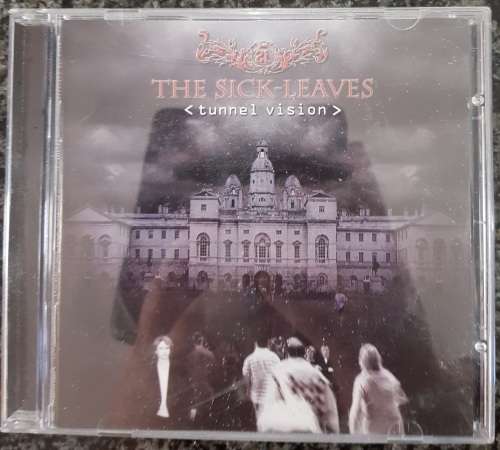 THE SICK-LEAVES
< tunnel vision >